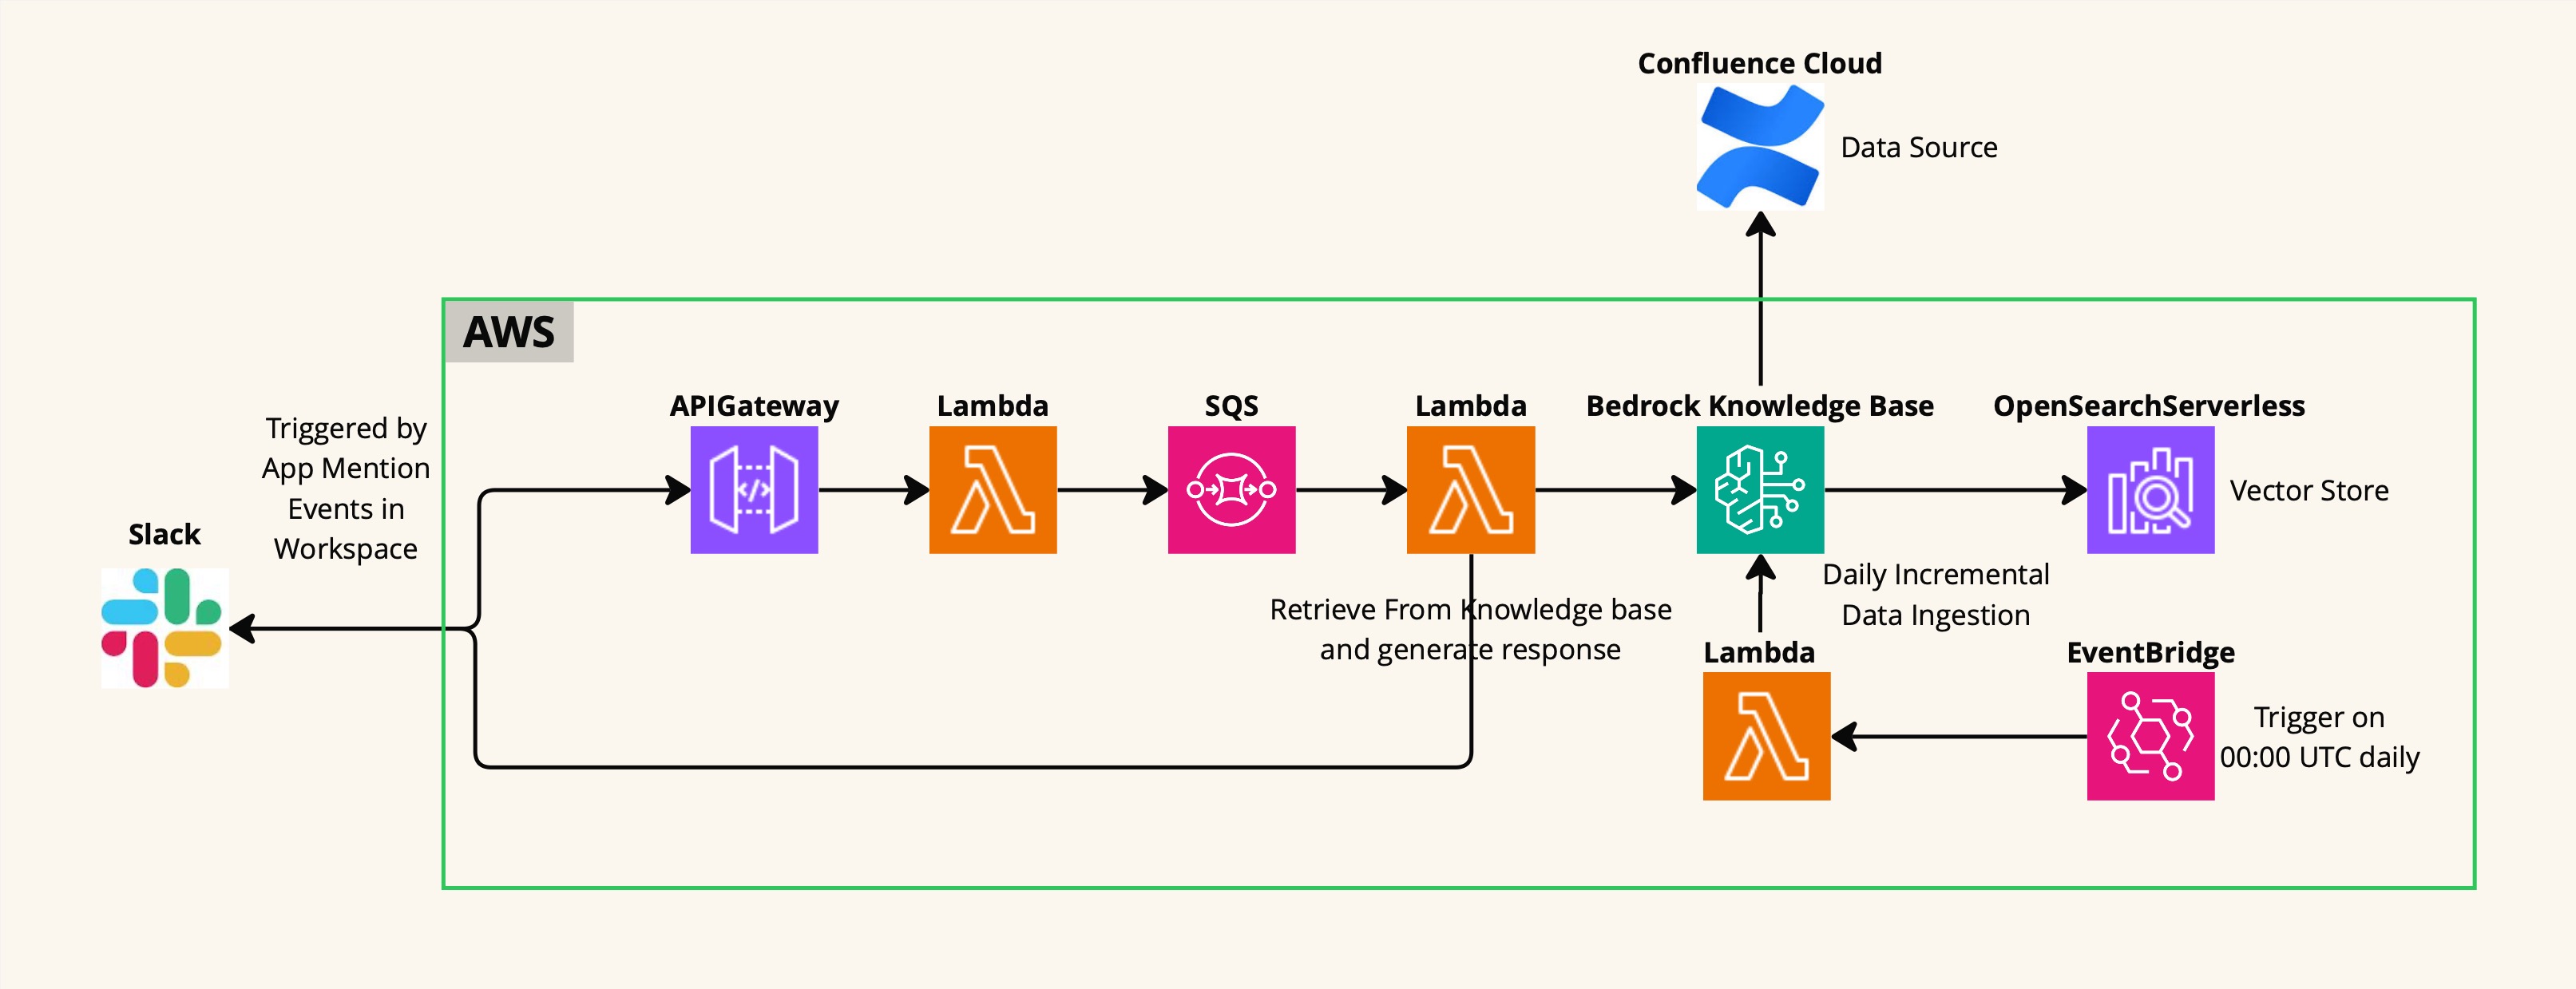 Confluence Cloud
Data Source
AWS
Triggered by
App Mention
Events in
Workspace
Slack
APIGateway
Lambda
SQS
Lambda
Bedrock Knowledge Base
OpenSearchServerless
Vector Store
Retrieve From Knowledge base
and generate response
Daily Incremental
Data Ingestion
Lambda
EventBridge
Trigger on
00:00 UTC daily